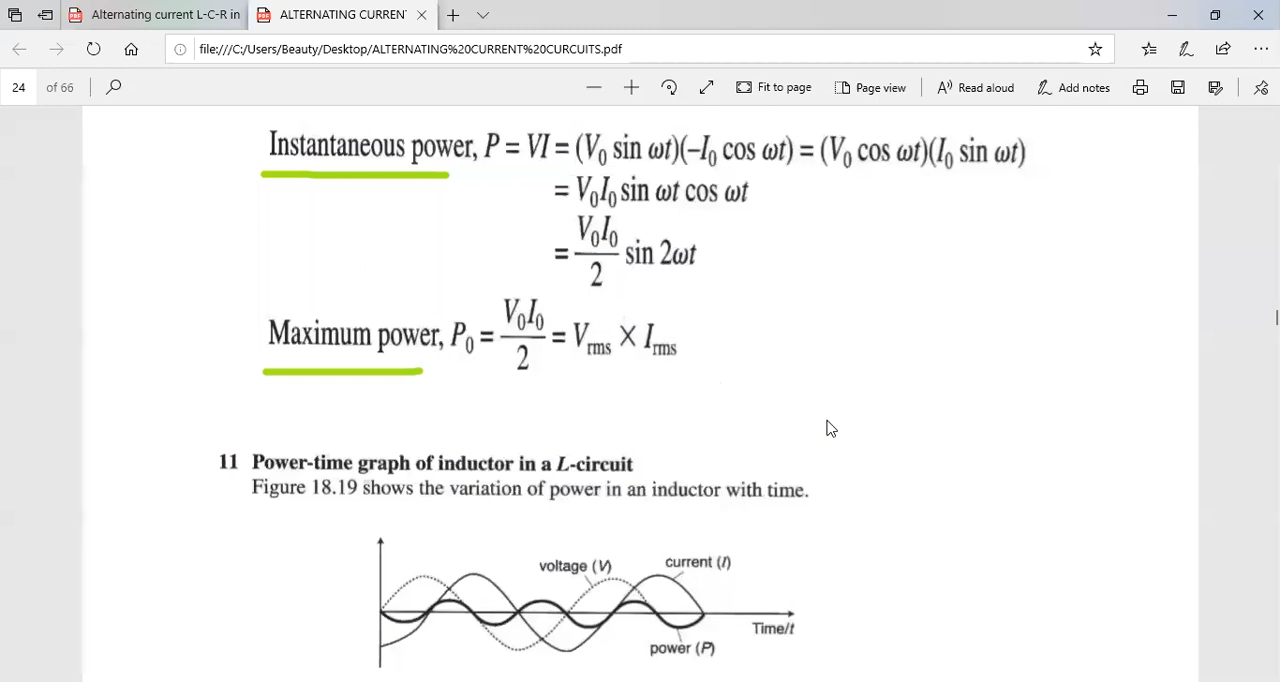 Alternating current L-C-R in
ALTERNATING CURRENT
file:///C:/Users/Beauty/Desktop/ALTERNATING%20CURRENT%20CURCUITS.pdf
24 of 66
Fit to page
Page view
Read aloud
Add notes
Instantaneous power, P = VI = (V₀ sin ωt)(–I₀ cos ωt) = (V₀ cos ωt)(I₀ sin ωt)
= V₀I₀ sin ωt cos ωt
= V₀I₀/2 sin 2ωt
Maximum power, P₀ = V₀I₀/2 = Vrms × Irms
11 Power-time graph of inductor in a L-circuit
Figure 18.19 shows the variation of power in an inductor with time.
voltage (V)
current (I)
Time/t
power (P)